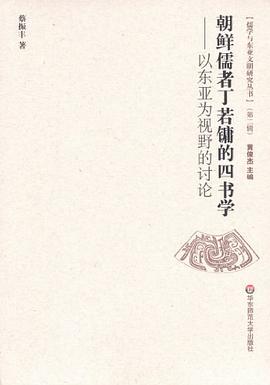 【儒学与东亚文明研究丛书】
（第二辑） 黄俊杰 主编
朝鲜儒者丁若镛的四书学
——以东亚为视野的讨论
蔡振丰 著
华东师范大学出版社